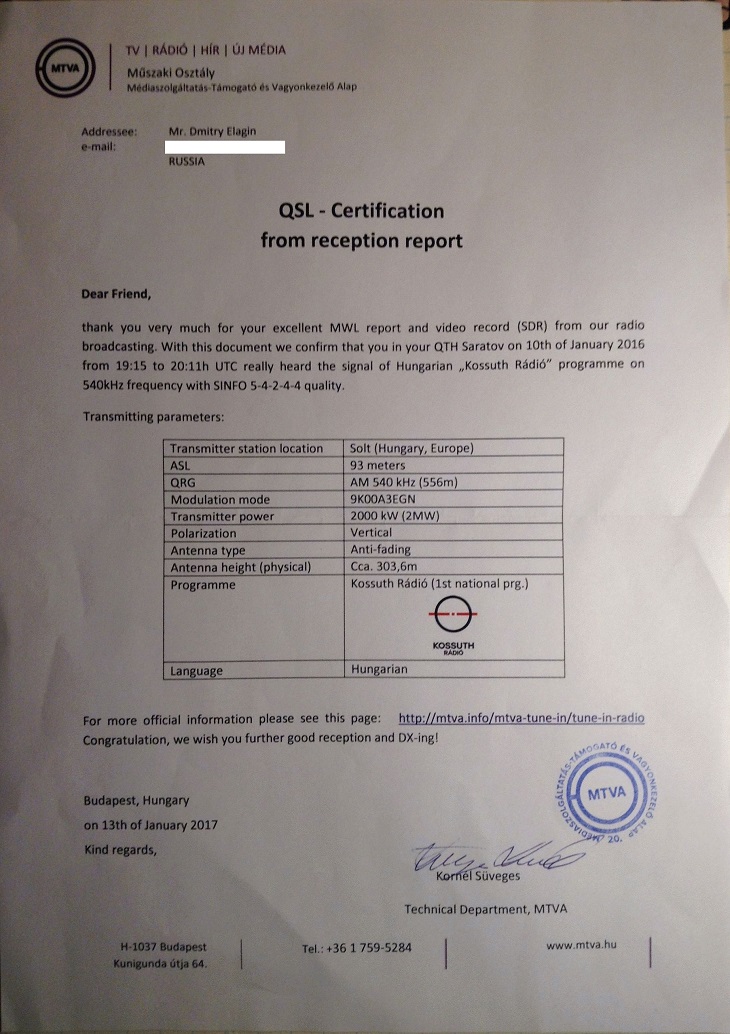 MTVA
TV | RÁDIÓ | HÍR | ÚJ MÉDIA
Műszaki Osztály
Médiaszolgáltatás-Támogató és Vagyonkezelő Alap
Addressee: Mr. Dmitry Elagin
e-mail:
RUSSIA
QSL - Certification
from reception report
Dear Friend,
thank you very much for your excellent MWL report and video record (SDR) from our radio
broadcasting. With this document we confirm that you in your QTH Saratov on 10th of January 2016
from 19:15 to 20:11h UTC really heard the signal of Hungarian „Kossuth Rádió” programme on
540kHz frequency with SINFO 5-4-2-4-4 quality.
Transmitting parameters:
Transmitter station location Solt (Hungary, Europe)
ASL 93 meters
QRG AM 540 kHz (556m)
Modulation mode 9K00A3EGN
Transmitter power 2000 kW (2MW)
Polarization Vertical
Antenna type Anti-fading
Antenna height (physical) Cca. 303,6m
Programme Kossuth Rádió (1st national prg.)
KOSSUTH
RÁDIÓ
Language Hungarian
For more official information please see this page: http://mtva.info/mtva-tune-in/tune-in-radio
Congratulation, we wish you further good reception and DX-ing!
MÉDIASZOLGÁLTATÁS-TÁMOGATÓ ÉS VAGYONKEZELŐ ALAP
MTVA
20.
Budapest, Hungary
on 13th of January 2017
Kind regards,
Kornél Süveges
Technical Department, MTVA
H-1037 Budapest
Kunigunda útja 64.
Tel.: +36 1 759-5284
www.mtva.hu